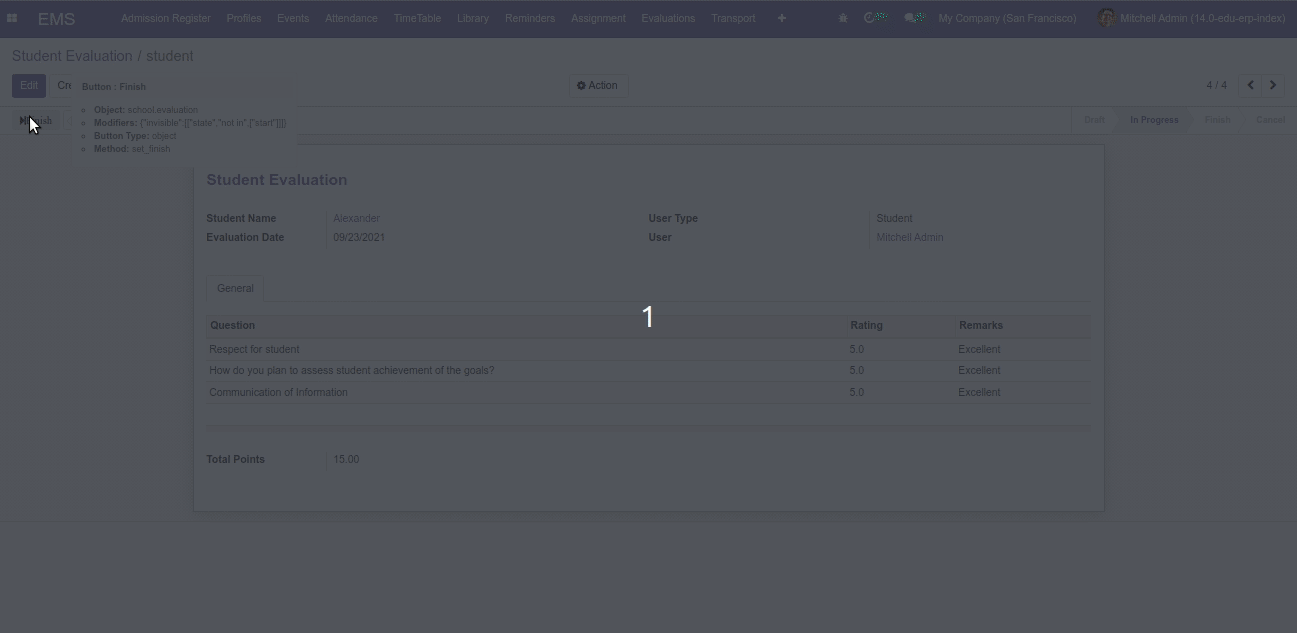 EMS Admission Register Profiles Events Attendance TimeTable Library Reminders Assignment Evaluations Transport + My Company (San Francisco) Mitchell Admin (14.0-edu-erp-index)
Student Evaluation / student
Edit Button : Finish Action 4 / 4
Object: school.evaluation
Modifiers: {"invisible":[["state","not in",["start"]]]}
Button Type: object
Method: set_finish
Draft In Progress Finish Cancel
Student Evaluation
Student Name Alexander User Type Student
Evaluation Date 09/23/2021 User Mitchell Admin
General
1
Question Rating Remarks
Respect for student 5.0 Excellent
How do you plan to assess student achievement of the goals? 5.0 Excellent
Communication of Information 5.0 Excellent
Total Points 15.00